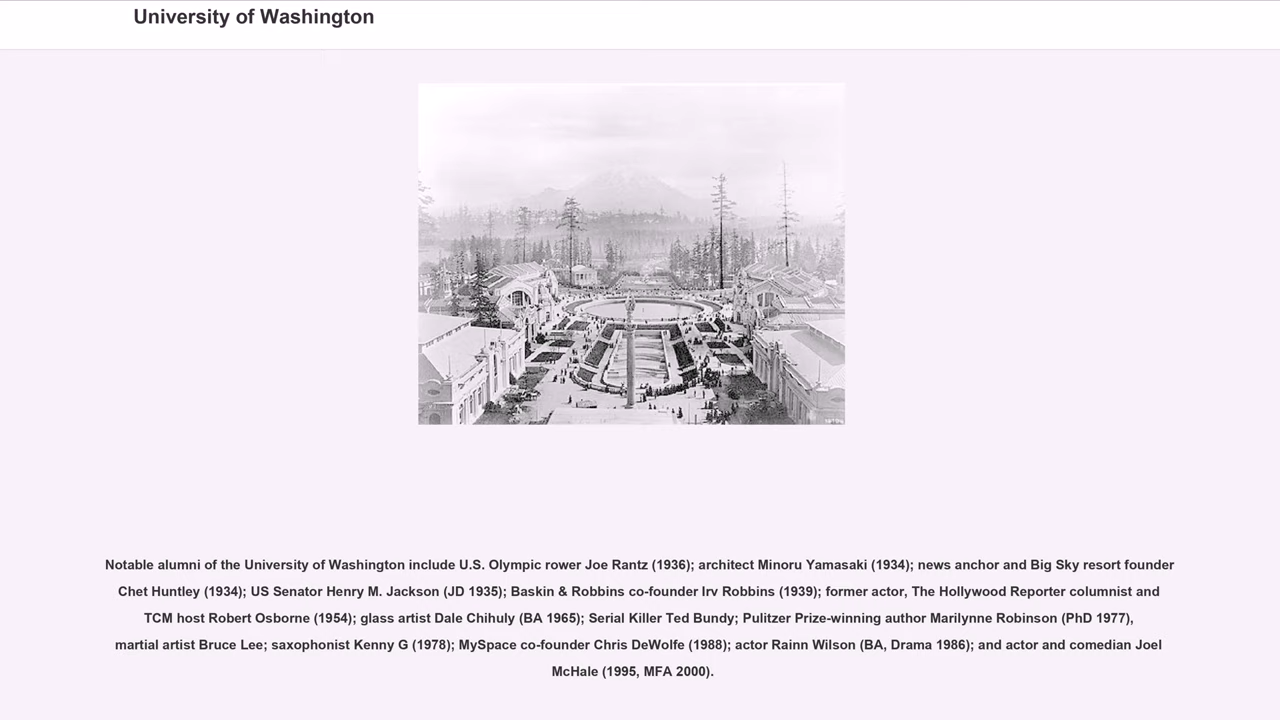 University of Washington
Notable alumni of the University of Washington include U.S. Olympic rower Joe Rantz (1936); architect Minoru Yamasaki (1934); news anchor and Big Sky resort founder
Chet Huntley (1934); US Senator Henry M. Jackson (JD 1935); Baskin & Robbins co-founder Irv Robbins (1939); former actor, The Hollywood Reporter columnist and
TCM host Robert Osborne (1954); glass artist Dale Chihuly (BA 1965); Serial Killer Ted Bundy; Pulitzer Prize-winning author Marilynne Robinson (PhD 1977),
martial artist Bruce Lee; saxophonist Kenny G (1978); MySpace co-founder Chris DeWolfe (1988); actor Rainn Wilson (BA, Drama 1986); and actor and comedian Joel
McHale (1995, MFA 2000).